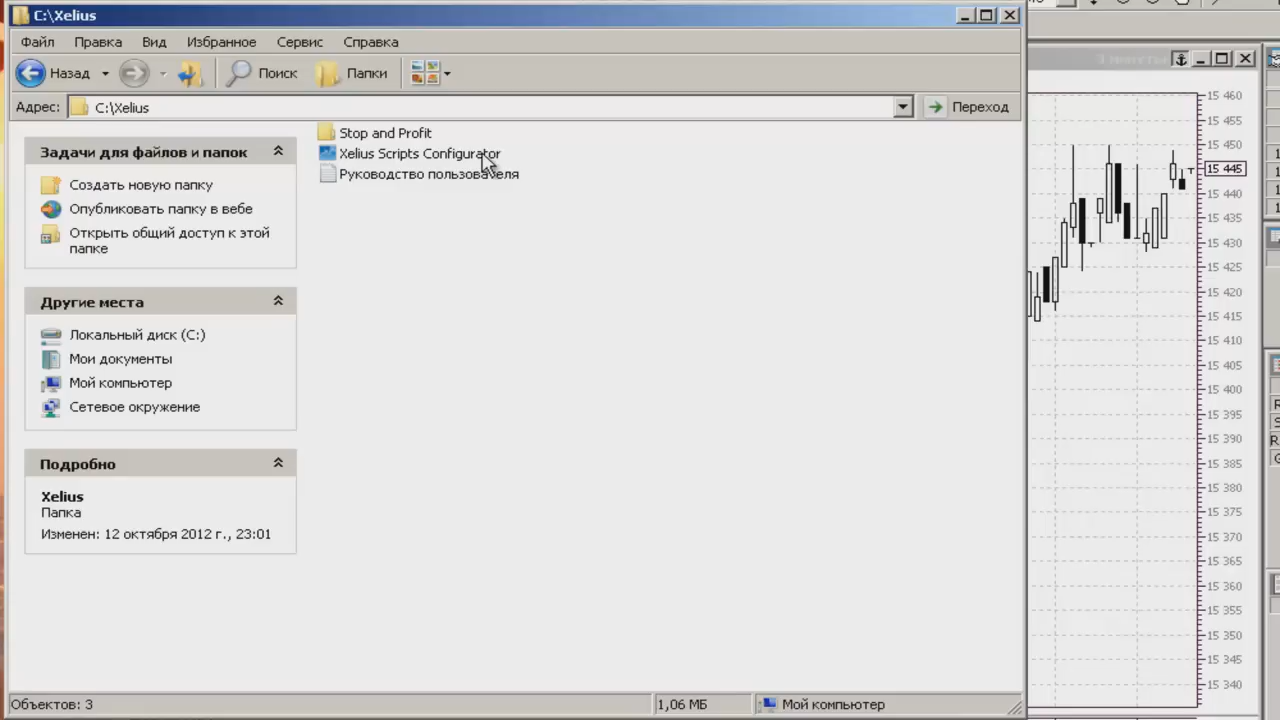 C:\Xelius
Файл Правка Вид Избранное Сервис Справка
Назад Поиск Папки
Адрес: C:\Xelius Переход
Задачи для файлов и папок
Создать новую папку
Опубликовать папку в вебе
Открыть общий доступ к этой
папке
Другие места
Локальный диск (C:)
Мои документы
Мой компьютер
Сетевое окружение
Подробно
Xelius
Папка
Изменен: 12 октября 2012 г., 23:01
Stop and Profit
Xelius Scripts Configurator
Руководство пользователя
Объектов: 3 1,06 МБ Мой компьютер
15 460
15 455
15 450
15 445
15 440
15 435
15 430
15 425
15 420
15 415
15 410
15 405
15 400
15 395
15 390
15 385
15 380
15 375
15 370
15 365
15 360
15 355
15 350
15 345
15 340